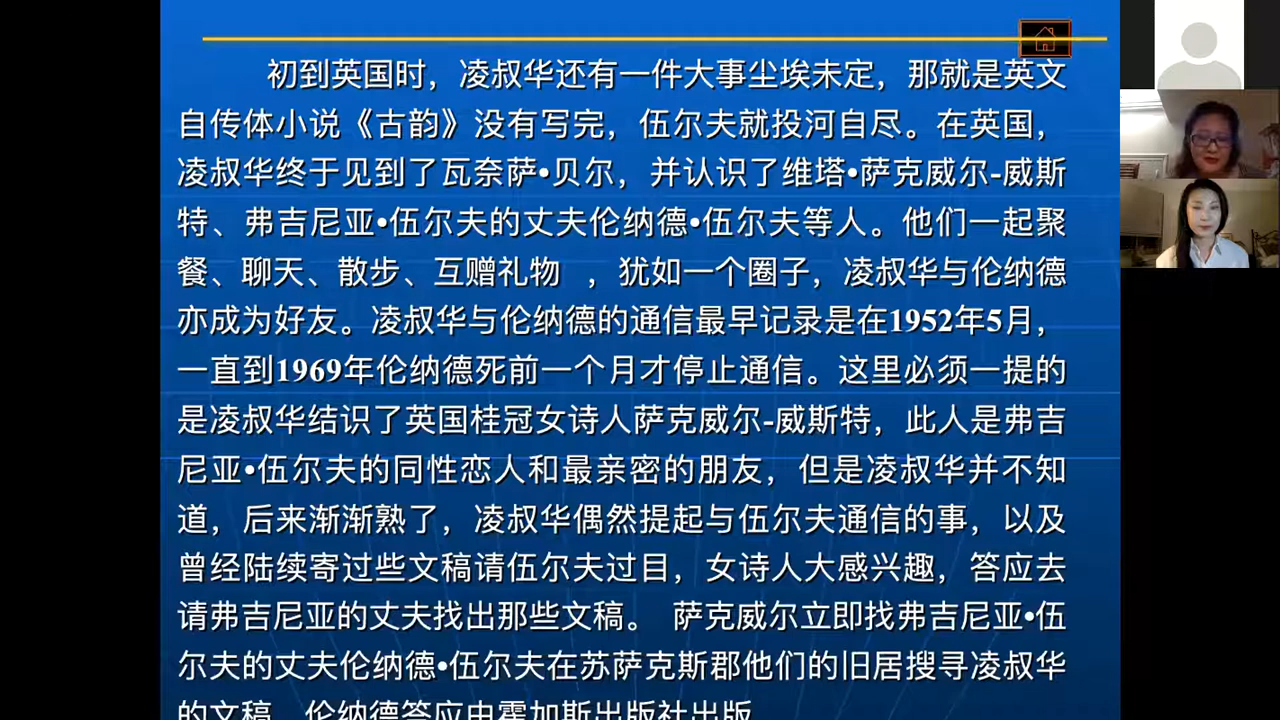 初到英国时，凌叔华还有一件大事尘埃未定，那就是英文
自传体小说《古韵》没有写完，伍尔夫就投河自尽。在英国，
凌叔华终于见到了瓦奈萨•贝尔，并认识了维塔•萨克威尔-威斯
特、弗吉尼亚•伍尔夫的丈夫伦纳德•伍尔夫等人。他们一起聚
餐、聊天、散步、互赠礼物 ，犹如一个圈子，凌叔华与伦纳德
亦成为好友。凌叔华与伦纳德的通信最早记录是在1952年5月，
一直到1969年伦纳德死前一个月才停止通信。这里必须一提的
是凌叔华结识了英国桂冠女诗人萨克威尔-威斯特，此人是弗吉
尼亚•伍尔夫的同性恋人和最亲密的朋友，但是凌叔华并不知
道，后来渐渐熟了，凌叔华偶然提起与伍尔夫通信的事，以及
曾经陆续寄过些文稿请伍尔夫过目，女诗人大感兴趣，答应去
请弗吉尼亚的丈夫找出那些文稿。 萨克威尔立即找弗吉尼亚•伍
尔夫的丈夫伦纳德•伍尔夫在苏萨克斯郡他们的旧居搜寻凌叔华
的文稿，伦纳德答应由霍加斯出版社出版